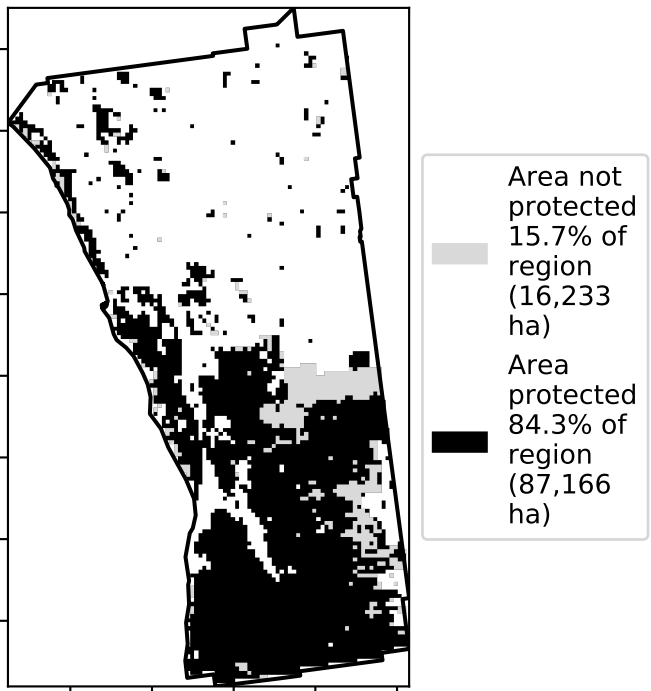 Area not
protected
15.7% of
region
(16,233
ha)
Area
protected
84.3% of
region
(87,166
ha)